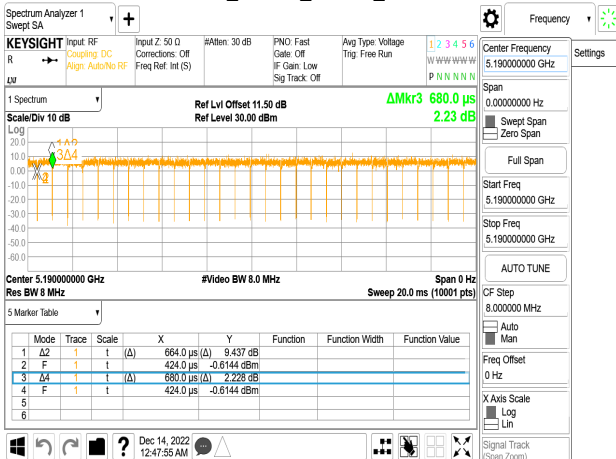 Spectrum Analyzer 1
Swept SA
Frequency
Settings
KEYSIGHT
R
LXI
Input: RF
Coupling: DC
Align: Auto/No RF
Input Z: 50 Ω
Corrections: Off
Freq Ref: Int (S)
#Atten: 30 dB
PNO: Fast
Gate: Off
IF Gain: Low
Sig Track: Off
Avg Type: Voltage
Trig: Free Run
1 2 3 4 5 6
W W W W W W
P N N N N N
1 Spectrum
Scale/Div 10 dB
Ref Lvl Offset 11.50 dB
Ref Level 30.00 dBm
ΔMkr3 680.0 µs
2.23 dB
Log
20.0
10.0
0.00
-10.0
-20.0
-30.0
-40.0
-50.0
-60.0
1Δ2
3Δ4
Center 5.190000000 GHz
#Video BW 8.0 MHz
Span 0 Hz
Res BW 8 MHz
Sweep 20.0 ms (10001 pts)
5 Marker Table
Mode Trace Scale X Y Function Function Width Function Value
1 Δ2 1 t (Δ) 664.0 µs (Δ) 9.437 dB
2 F 1 t 424.0 µs -0.6144 dBm
3 Δ4 1 t (Δ) 680.0 µs (Δ) 2.228 dB
4 F 1 t 424.0 µs -0.6144 dBm
5
6
Dec 14, 2022
12:47:55 AM
Center Frequency
5.190000000 GHz
Span
0.00000000 Hz
Swept Span
Zero Span
Full Span
Start Freq
5.190000000 GHz
Stop Freq
5.190000000 GHz
AUTO TUNE
CF Step
8.000000 MHz
Auto
Man
Freq Offset
0 Hz
X Axis Scale
Log
Lin
Signal Track
(Span Zoom)